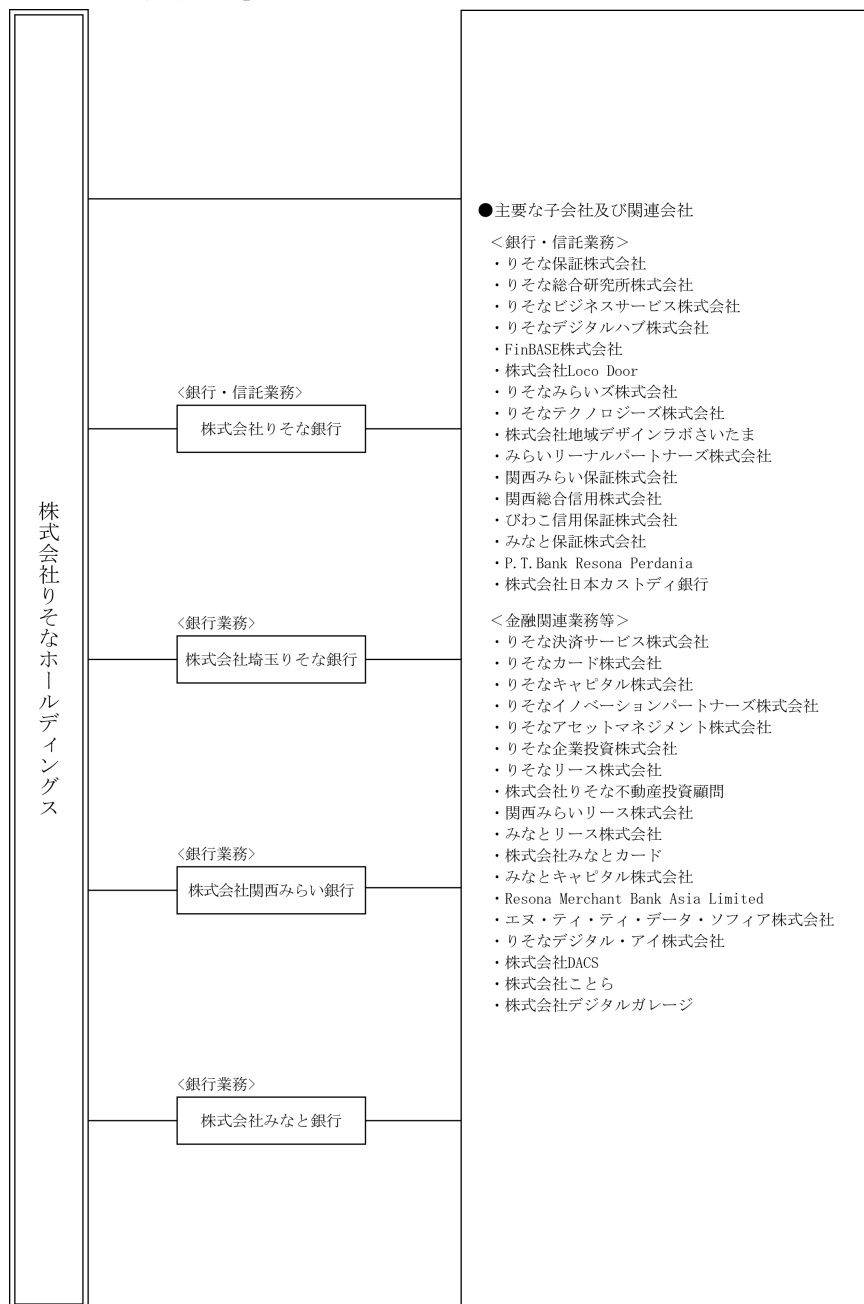 株式会社りそなホールディングス
<銀行・信託業務>
株式会社りそな銀行
<銀行業務>
株式会社埼玉りそな銀行
<銀行業務>
株式会社関西みらい銀行
<銀行業務>
株式会社みなと銀行
●主要な子会社及び関連会社
＜銀行・信託業務＞
・りそな保証株式会社
・りそな総合研究所株式会社
・りそなビジネスサービス株式会社
・りそなデジタルハブ株式会社
・FinBASE株式会社
・株式会社Loco Door
・りそなみらいズ株式会社
・りそなテクノロジーズ株式会社
・株式会社地域デザインラボさいたま
・みらいリーナルパートナーズ株式会社
・関西みらい保証株式会社
・関西総合信用株式会社
・びわこ信用保証株式会社
・みなと保証株式会社
・P.T.Bank Resona Perdania
・株式会社日本カストディ銀行
＜金融関連業務等＞
・りそな決済サービス株式会社
・りそなカード株式会社
・りそなキャピタル株式会社
・りそなイノベーションパートナーズ株式会社
・りそなアセットマネジメント株式会社
・りそな企業投資株式会社
・りそなリース株式会社
・株式会社りそな不動産投資顧問
・関西みらいリース株式会社
・みなとリース株式会社
・株式会社みなとカード
・みなとキャピタル株式会社
・Resona Merchant Bank Asia Limited
・エヌ・ティ・ティ・データ・ソフィア株式会社
・りそなデジタル・アイ株式会社
・株式会社DACS
・株式会社ことら
・株式会社デジタルガレージ